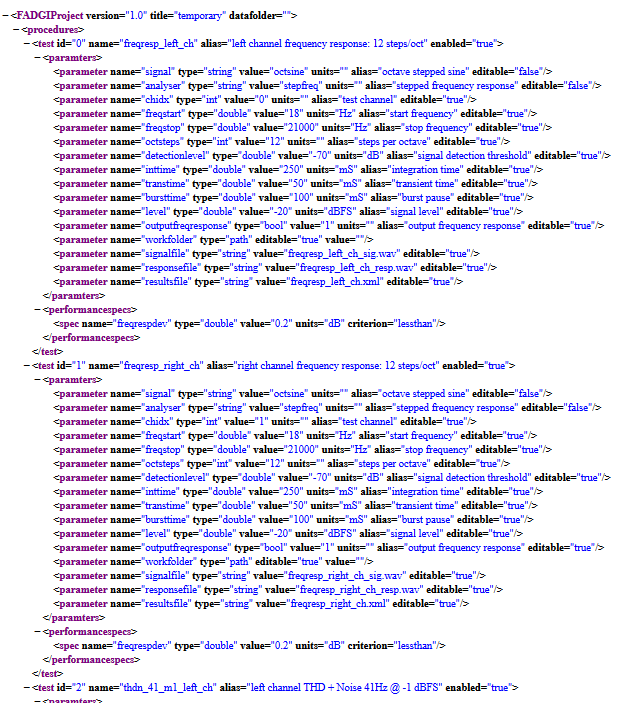 − <FADGIProject version="1.0" title="temporary" datafolder="">
− <procedures>
− <test id="0" name="freqresp_left_ch" alias="left channel frequency response: 12 steps/oct" enabled="true">
− <paramters>
<parameter name="signal" type="string" value="octsine" units="" alias="octave stepped sine" editable="false"/>
<parameter name="analyser" type="string" value="stepfreq" units="" alias="stepped frequency response" editable="false"/>
<parameter name="chidx" type="int" value="0" units="" alias="test channel" editable="true"/>
<parameter name="freqstart" type="double" value="18" units="Hz" alias="start frequency" editable="true"/>
<parameter name="freqstop" type="double" value="21000" units="Hz" alias="stop frequency" editable="true"/>
<parameter name="octsteps" type="int" value="12" units="" alias="steps per octave" editable="true"/>
<parameter name="detectionlevel" type="double" value="-70" units="dB" alias="signal detection threshold" editable="true"/>
<parameter name="inttime" type="double" value="250" units="mS" alias="integration time" editable="true"/>
<parameter name="transtime" type="double" value="50" units="mS" alias="transient time" editable="true"/>
<parameter name="bursttime" type="double" value="100" units="mS" alias="burst pause" editable="true"/>
<parameter name="level" type="double" value="-20" units="dBFS" alias="signal level" editable="true"/>
<parameter name="outputfreqresponse" type="bool" value="1" units="" alias="output frequency response" editable="true"/>
<parameter name="workfolder" type="path" editable="true" value=""/>
<parameter name="signalfile" type="string" value="freqresp_left_ch_sig.wav" editable="true"/>
<parameter name="responsefile" type="string" value="freqresp_left_ch_resp.wav" editable="true"/>
<parameter name="resultsfile" type="string" value="freqresp_left_ch.xml" editable="true"/>
</paramters>
− <performancespecs>
<spec name="freqrespdev" type="double" value="0.2" units="dB" criterion="lessthan"/>
</performancespecs>
</test>
− <test id="1" name="freqresp_right_ch" alias="right channel frequency response: 12 steps/oct" enabled="true">
− <paramters>
<parameter name="signal" type="string" value="octsine" units="" alias="octave stepped sine" editable="false"/>
<parameter name="analyser" type="string" value="stepfreq" units="" alias="stepped frequency response" editable="false"/>
<parameter name="chidx" type="int" value="1" units="" alias="test channel" editable="true"/>
<parameter name="freqstart" type="double" value="18" units="Hz" alias="start frequency" editable="true"/>
<parameter name="freqstop" type="double" value="21000" units="Hz" alias="stop frequency" editable="true"/>
<parameter name="octsteps" type="int" value="12" units="" alias="steps per octave" editable="true"/>
<parameter name="detectionlevel" type="double" value="-70" units="dB" alias="signal detection threshold" editable="true"/>
<parameter name="inttime" type="double" value="250" units="mS" alias="integration time" editable="true"/>
<parameter name="transtime" type="double" value="50" units="mS" alias="transient time" editable="true"/>
<parameter name="bursttime" type="double" value="100" units="mS" alias="burst pause" editable="true"/>
<parameter name="level" type="double" value="-20" units="dBFS" alias="signal level" editable="true"/>
<parameter name="outputfreqresponse" type="bool" value="1" units="" alias="output frequency response" editable="true"/>
<parameter name="workfolder" type="path" editable="true" value=""/>
<parameter name="signalfile" type="string" value="freqresp_right_ch_sig.wav" editable="true"/>
<parameter name="responsefile" type="string" value="freqresp_right_ch_resp.wav" editable="true"/>
<parameter name="resultsfile" type="string" value="freqresp_right_ch.xml" editable="true"/>
</paramters>
− <performancespecs>
<spec name="freqrespdev" type="double" value="0.2" units="dB" criterion="lessthan"/>
</performancespecs>
</test>
− <test id="2" name="thdn_41_m1_left_ch" alias="left channel THD + Noise 41Hz @ -1 dBFS" enabled="true">
− <paramters>